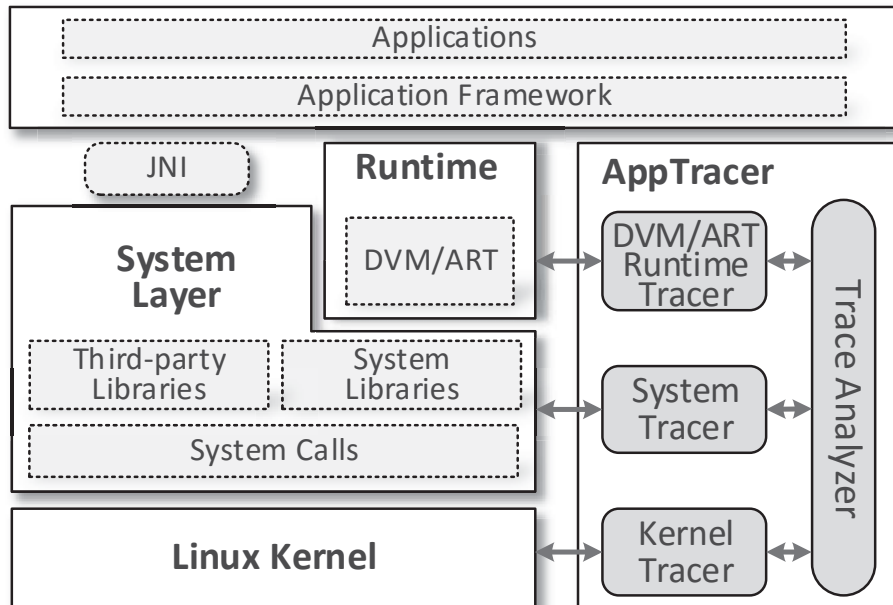 Applications
Application Framework
JNI
Runtime
DVM/ART
System
Layer
Third-party
Libraries
System
Libraries
System Calls
Linux Kernel
AppTracer
DVM/ART
Runtime
Tracer
System
Tracer
Kernel
Tracer
Trace Analyzer